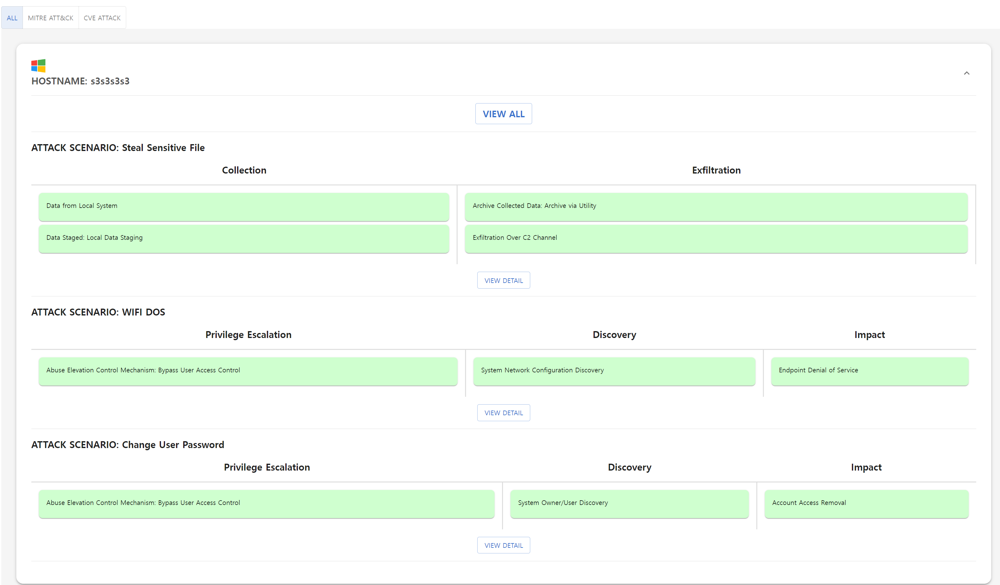 ALL MITRE ATT&CK CVE ATTACK
HOSTNAME: s3s3s3s3
VIEW ALL
ATTACK SCENARIO: Steal Sensitive File
Collection Exfiltration
Data from Local System Archive Collected Data: Archive via Utility
Data Staged: Local Data Staging Exfiltration Over C2 Channel
VIEW DETAIL
ATTACK SCENARIO: WIFI DOS
Privilege Escalation Discovery Impact
Abuse Elevation Control Mechanism: Bypass User Access Control System Network Configuration Discovery Endpoint Denial of Service
VIEW DETAIL
ATTACK SCENARIO: Change User Password
Privilege Escalation Discovery Impact
Abuse Elevation Control Mechanism: Bypass User Access Control System Owner/User Discovery Account Access Removal
VIEW DETAIL